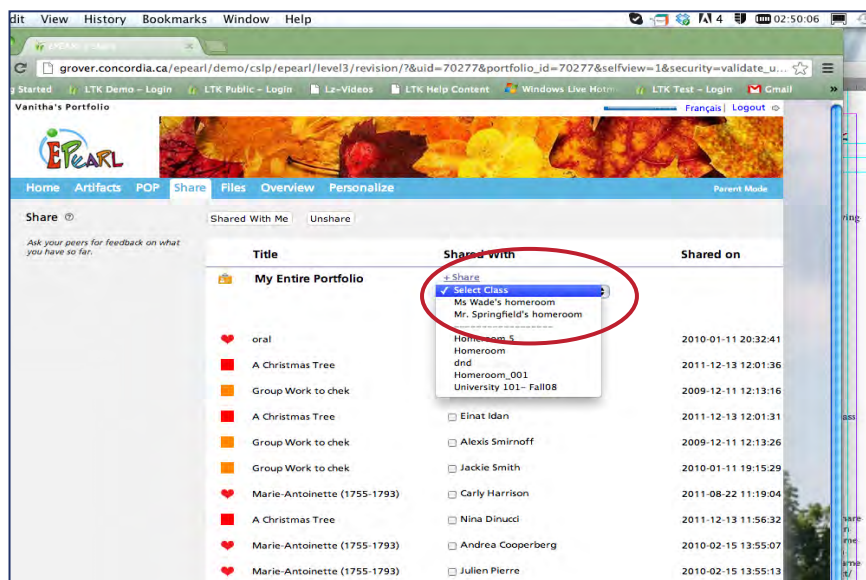 dit View History Bookmarks Window Help 4 02:50:06
grover.concordia.ca/epearl/demo/cslp/epearl/level3/revision/?&uid=70277&portfolio_id=70277&selfview=1&security=validate_u...
g Started LTK Demo – Login LTK Public – Login Lz-Videos LTK Help Content Windows Live Hotm LTK Test – Login Gmail »
Vanitha's Portfolio Français | Logout
EPEARL
Home Artifacts POP Share Files Overview Personalize Parent Mode
Share Shared With Me Unshare
Ask your peers for feedback on what
you have so far.
Title Shared With Shared on
My Entire Portfolio + Share
✓ Select Class
Ms Wade's homeroom
Mr. Springfield's homeroom
--------------------
oral Homeroom 5 2010-01-11 20:32:41
Homeroom
A Christmas Tree dnd 2011-12-13 12:01:36
Homeroom_001
Group Work to chek University 101– Fall08 2009-12-11 12:13:16
A Christmas Tree Einat Idan 2011-12-13 12:01:31
Group Work to chek Alexis Smirnoff 2009-12-11 12:13:26
Group Work to chek Jackie Smith 2010-01-11 19:15:29
Marie-Antoinette (1755-1793) Carly Harrison 2011-08-22 11:19:04
A Christmas Tree Nina Dinucci 2011-12-13 11:56:32
Marie-Antoinette (1755-1793) Andrea Cooperberg 2010-02-15 13:55:07
Marie-Antoinette (1755-1793) Julien Pierre 2010-02-15 13:55:13